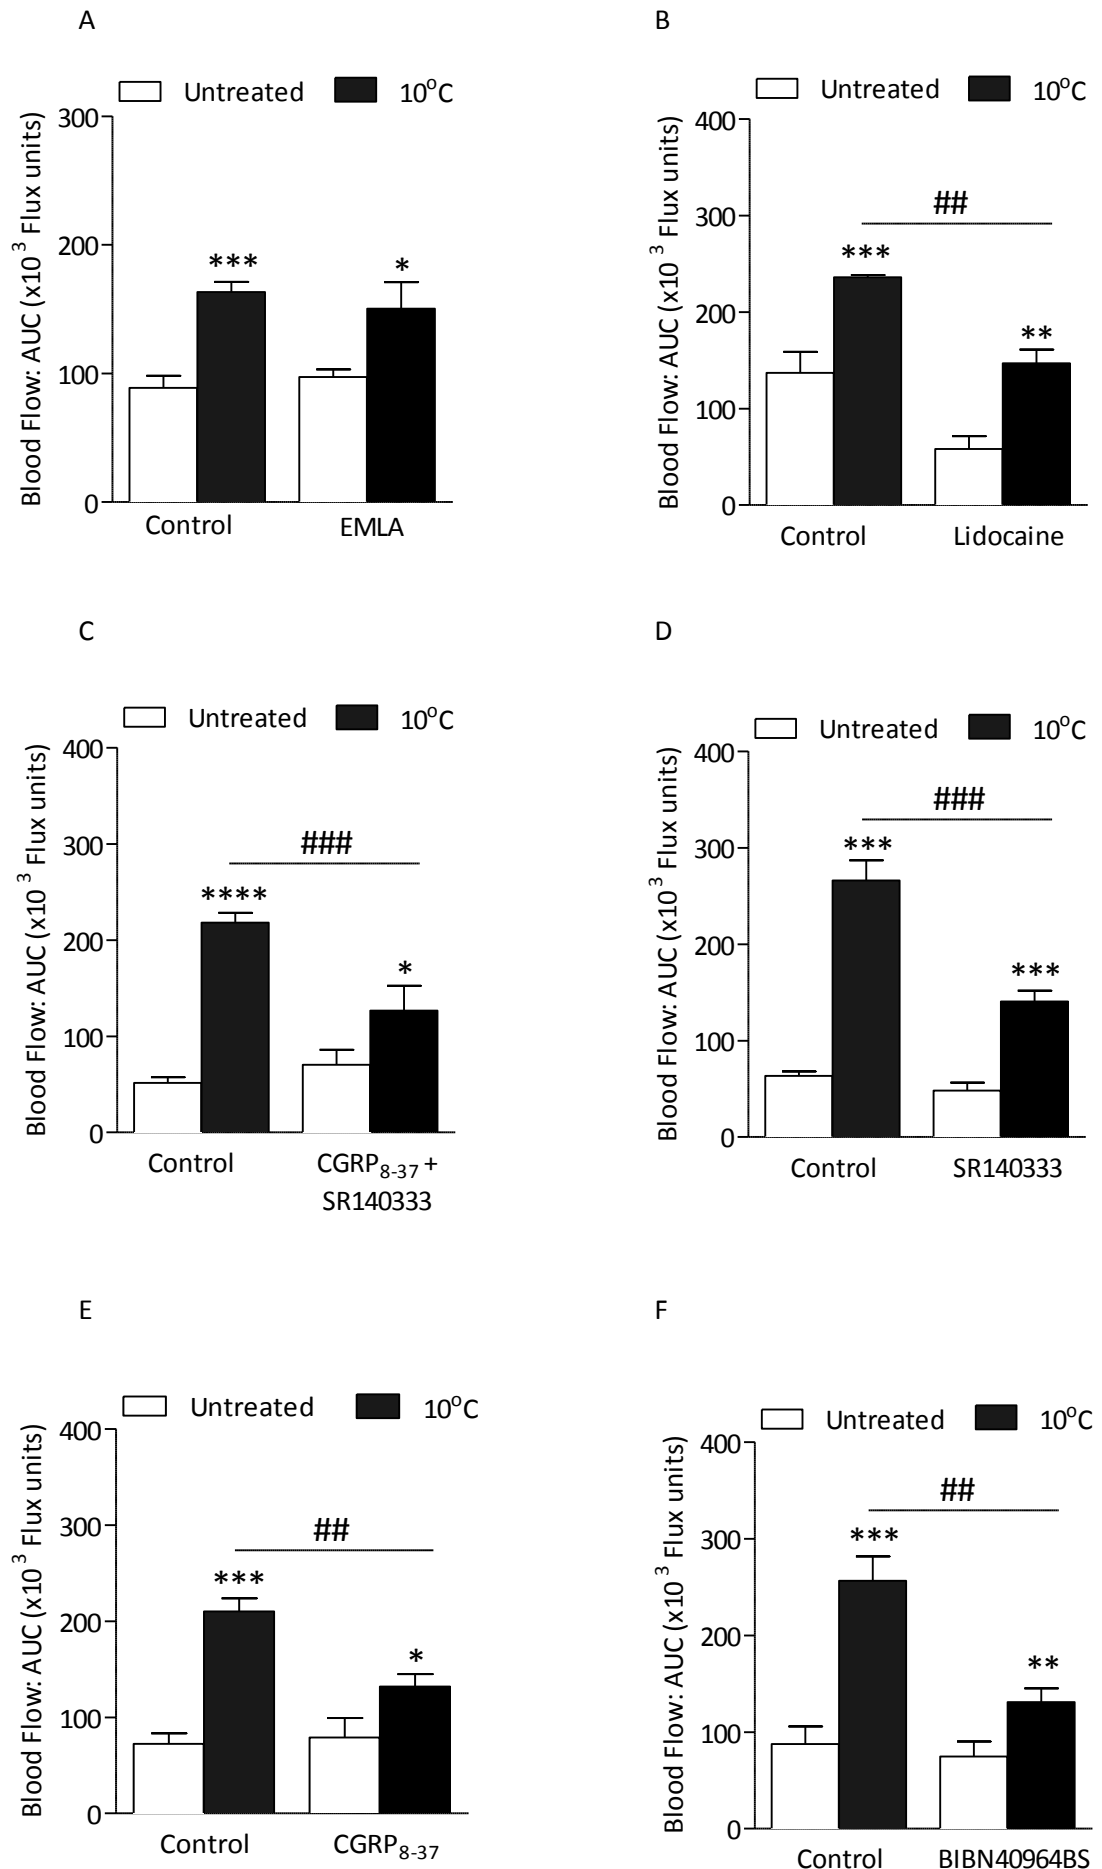 A
Untreated 10°C
Blood Flow: AUC (x10³ Flux units)
300
200
100
0
***
*
Control
EMLA
B
Untreated 10°C
Blood Flow: AUC (x10³ Flux units)
400
300
200
100
0
##
***
**
Control
Lidocaine
C
Untreated 10°C
Blood Flow: AUC (x10³ Flux units)
400
300
200
100
0
###
****
*
Control
CGRP₈₋₃₇ +
SR140333
D
Untreated 10°C
Blood Flow: AUC (x10³ Flux units)
400
300
200
100
0
###
***
***
Control
SR140333
E
Untreated 10°C
Blood Flow: AUC (x10³ Flux units)
400
300
200
100
0
##
***
*
Control
CGRP₈₋₃₇
F
Untreated 10°C
Blood Flow: AUC (x10³ Flux units)
400
300
200
100
0
##
***
**
Control
BIBN40964BS